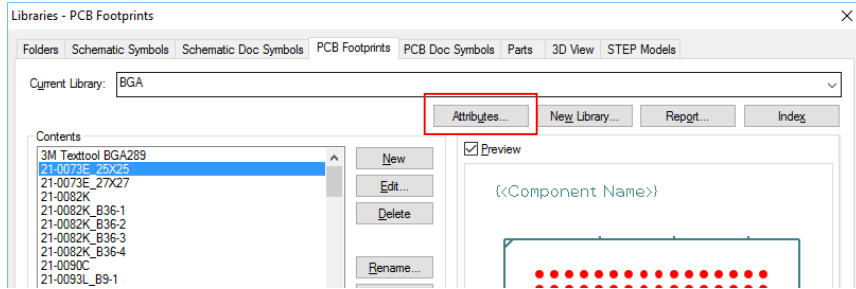 Libraries - PCB Footprints
Folders Schematic Symbols Schematic Doc Symbols PCB Footprints PCB Doc Symbols Parts 3D View STEP Models
Current Library: BGA
Attributes... New Library... Report... Index
Contents
Preview
3M Texttool BGA289
21-0073E_25X25
21-0073E_27X27
21-0082K
21-0082K_B36-1
21-0082K_B36-2
21-0082K_B36-3
21-0082K_B36-4
21-0090C
21-0093L_B9-1
New
Edit...
Delete
Rename...
{<Component Name>}